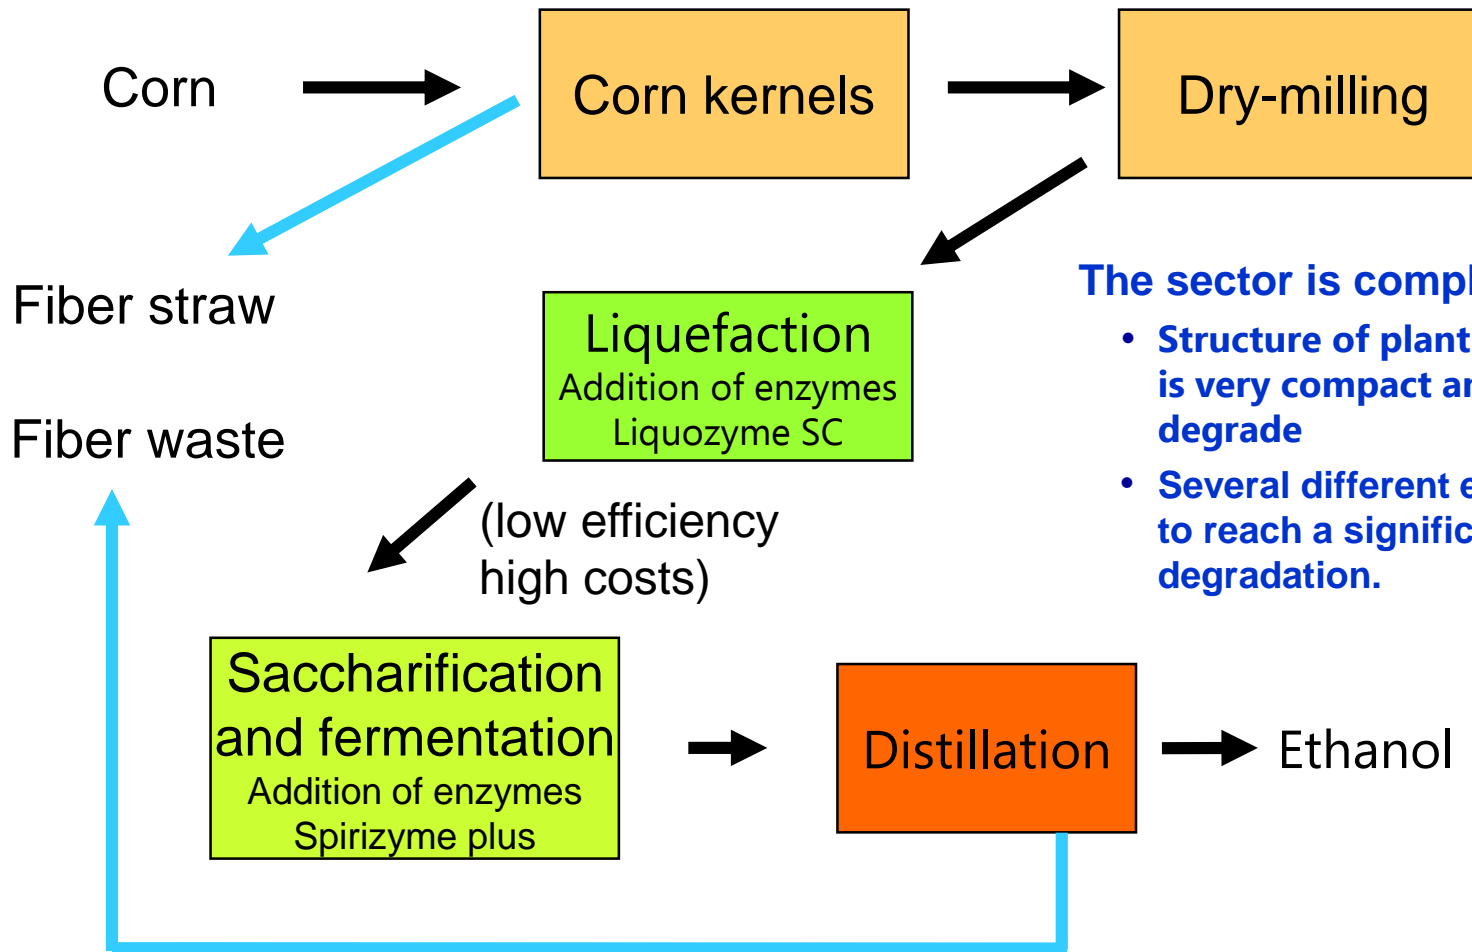 Corn
Corn kernels
Dry-milling
Fiber straw
The sector is compl
Liquefaction
Addition of enzymes
Liquozyme SC
• Structure of plant
is very compact ar
degrade
Fiber waste
• Several different e
to reach a signific
degradation.
(low efficiency
high costs)
Saccharification
and fermentation
Addition of enzymes
Spirizyme plus
Distillation
Ethanol